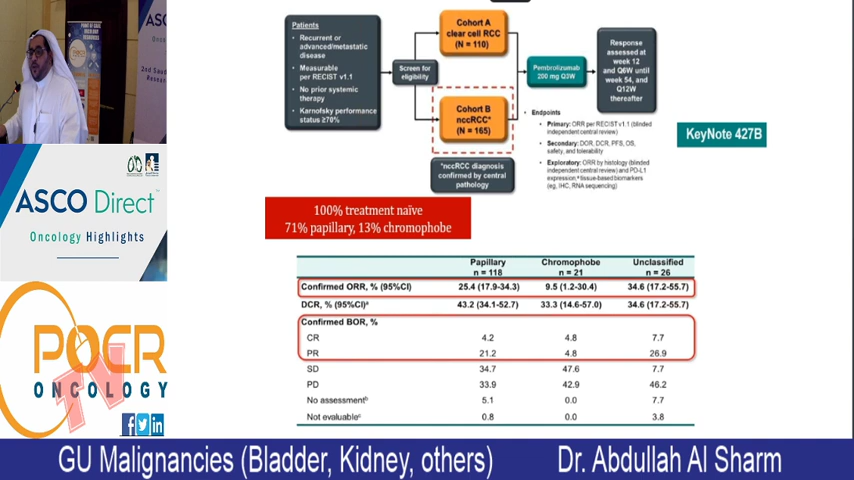 Patients
• Recurrent or
advanced/metastatic
disease
• Measurable
per RECIST v1.1
• No prior systemic
therapy
• Karnofsky performance
status ≥70%
Screen for
eligibility
Cohort A
clear cell RCC
(N = 110)
Cohort B
nccRCCᵃ
(N = 165)
ᵃnccRCC diagnosis
confirmed by central
pathology
Pembrolizumab
200 mg Q3W
Response
assessed at
week 12
and Q6W until
week 54, and
Q12W
thereafter
• Endpoints
• Primary: ORR per RECIST v1.1 (blinded
independent central review)
• Secondary: DOR, DCR, PFS, OS,
safety, and tolerability
• Exploratory: ORR by histology (blinded
independent central review) and PD-L1
expression; tissue-based biomarkers
(eg, IHC, RNA sequencing)
KeyNote 427B
100% treatment naïve
71% papillary, 13% chromophobe
Papillary Chromophobe Unclassified
n = 118 n = 21 n = 26
Confirmed ORR, % (95%CI) 25.4 (17.9-34.3) 9.5 (1.2-30.4) 34.6 (17.2-55.7)
DCR, % (95%CI)ᵃ 43.2 (34.1-52.7) 33.3 (14.6-57.0) 34.6 (17.2-55.7)
Confirmed BOR, %
CR 4.2 4.8 7.7
PR 21.2 4.8 26.9
SD 34.7 47.6 7.7
PD 33.9 42.9 46.2
No assessmentᵇ 5.1 0.0 7.7
Not evaluableᶜ 0.8 0.0 3.8
2nd Saudi
ASCO Direct™
Oncology Highlights
POCR
ONCOLOGY
TV
GU Malignancies (Bladder, Kidney, others) Dr. Abdullah Al Sharm